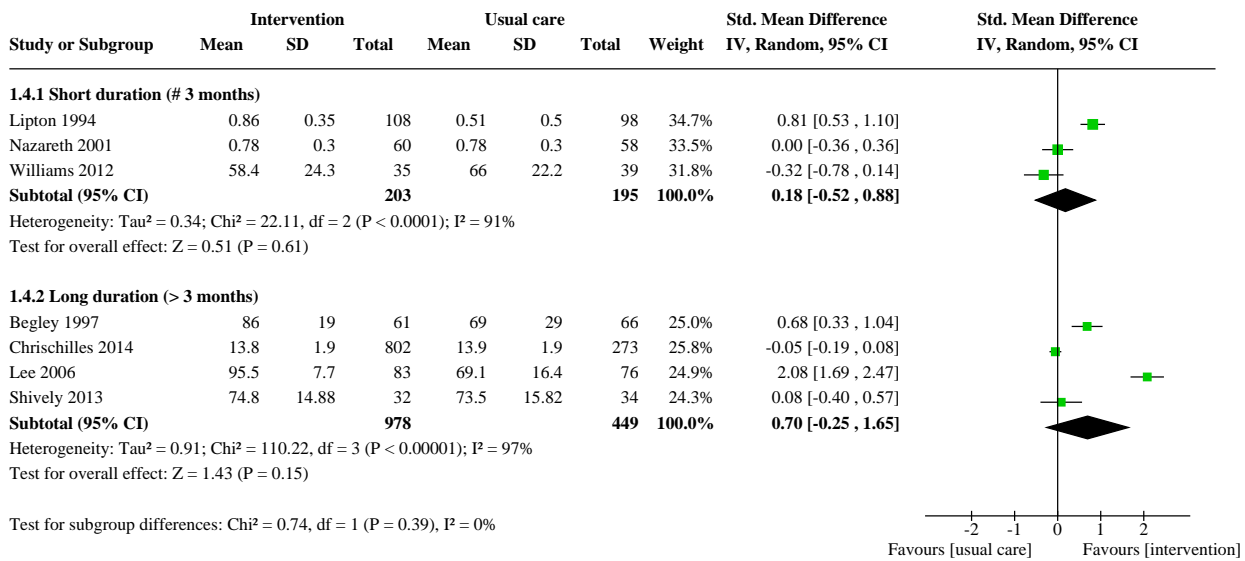 Intervention Usual care Std. Mean Difference Std. Mean Difference
Study or Subgroup Mean SD Total Mean SD Total Weight IV, Random, 95% CI IV, Random, 95% CI
1.4.1 Short duration (# 3 months)
Lipton 1994 0.86 0.35 108 0.51 0.5 98 34.7% 0.81 [0.53 , 1.10]
Nazareth 2001 0.78 0.3 60 0.78 0.3 58 33.5% 0.00 [-0.36 , 0.36]
Williams 2012 58.4 24.3 35 66 22.2 39 31.8% -0.32 [-0.78 , 0.14]
Subtotal (95% CI) 203 195 100.0% 0.18 [-0.52 , 0.88]
Heterogeneity: Tau² = 0.34; Chi² = 22.11, df = 2 (P < 0.0001); I² = 91%
Test for overall effect: Z = 0.51 (P = 0.61)
1.4.2 Long duration (> 3 months)
Begley 1997 86 19 61 69 29 66 25.0% 0.68 [0.33 , 1.04]
Chrischilles 2014 13.8 1.9 802 13.9 1.9 273 25.8% -0.05 [-0.19 , 0.08]
Lee 2006 95.5 7.7 83 69.1 16.4 76 24.9% 2.08 [1.69 , 2.47]
Shively 2013 74.8 14.88 32 73.5 15.82 34 24.3% 0.08 [-0.40 , 0.57]
Subtotal (95% CI) 978 449 100.0% 0.70 [-0.25 , 1.65]
Heterogeneity: Tau² = 0.91; Chi² = 110.22, df = 3 (P < 0.00001); I² = 97%
Test for overall effect: Z = 1.43 (P = 0.15)
Test for subgroup differences: Chi² = 0.74, df = 1 (P = 0.39), I² = 0%
-2 -1 0 1 2
Favours [usual care] Favours [intervention]